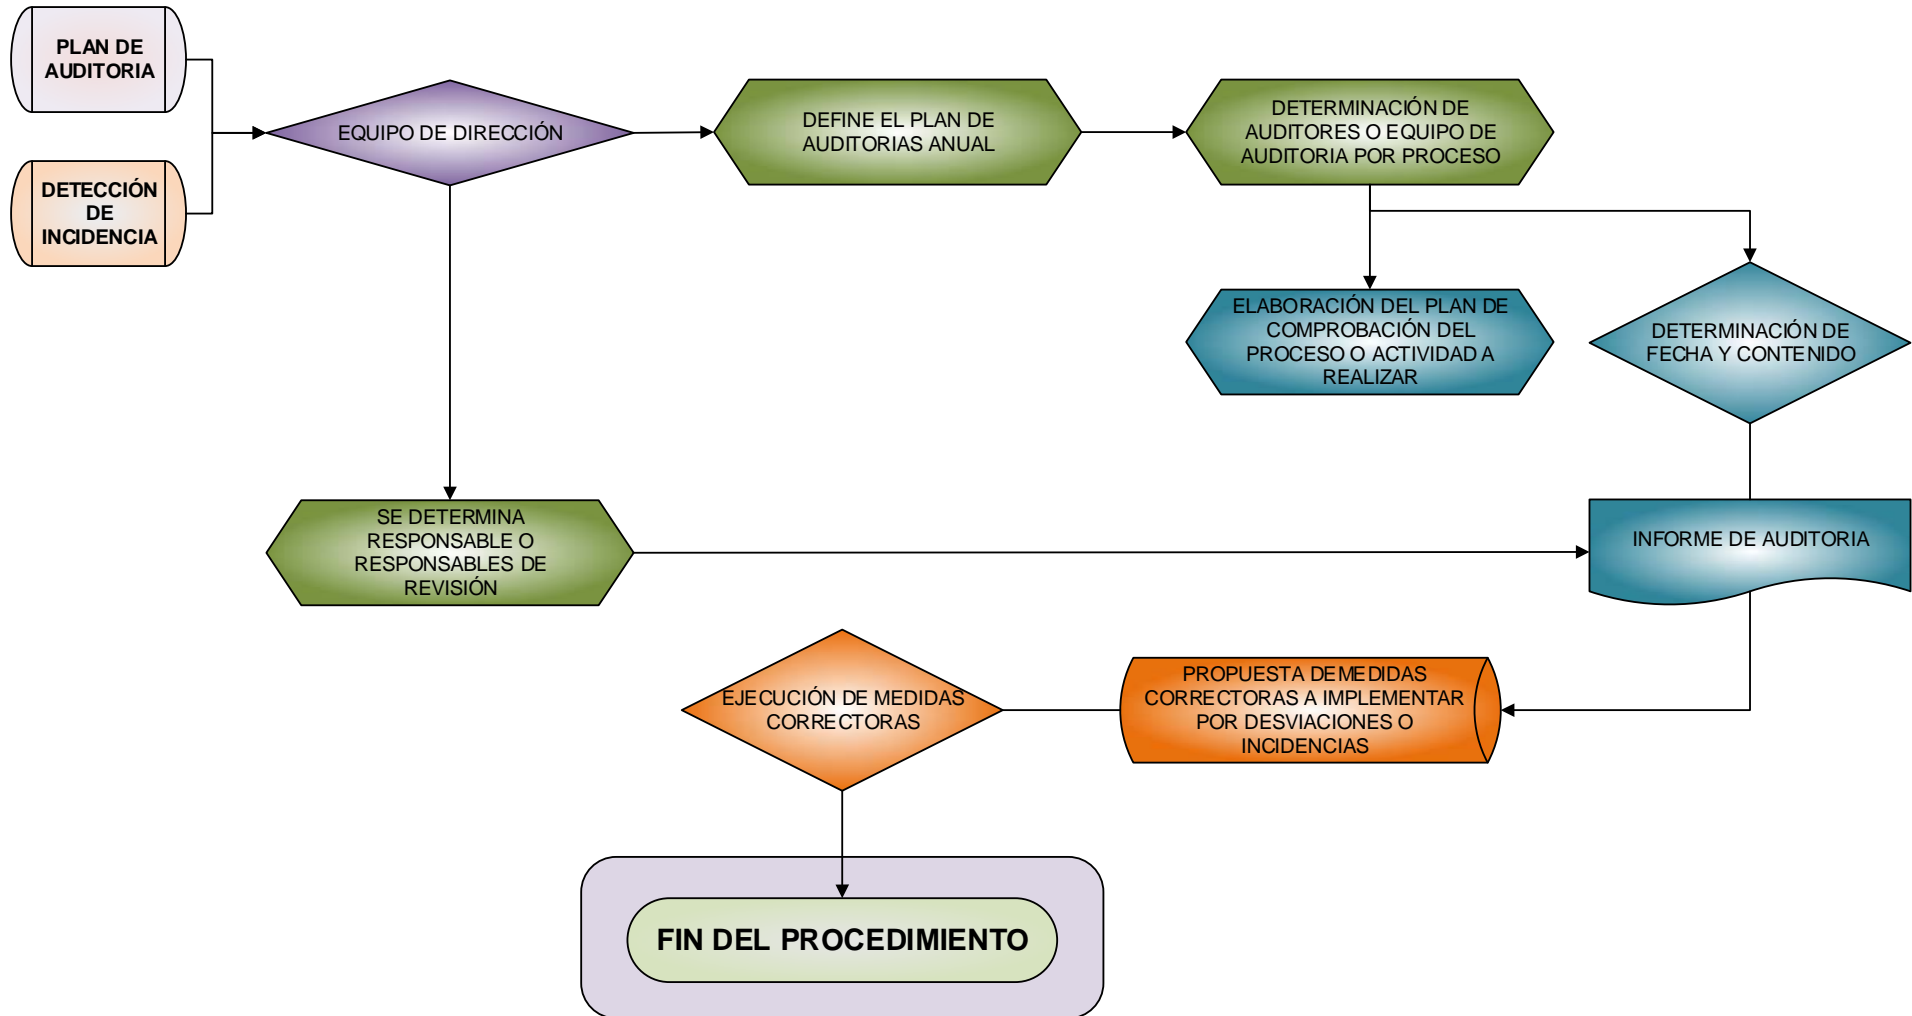 PLAN DE
AUDITORIA
DETECCIÓN
DE
INCIDENCIA
EQUIPO DE DIRECCIÓN
DEFINE EL PLAN DE
AUDITORIAS ANUAL
DETERMINACIÓN DE
AUDITORES O EQUIPO DE
AUDITORIA POR PROCESO
ELABORACIÓN DEL PLAN DE
COMPROBACIÓN DEL
PROCESO O ACTIVIDAD A
REALIZAR
DETERMINACIÓN DE
FECHA Y CONTENIDO
SE DETERMINA
RESPONSABLE O
RESPONSABLES DE
REVISIÓN
INFORME DE AUDITORIA
PROPUESTA DEMEDIDAS
CORRECTORAS A IMPLEMENTAR
POR DESVIACIONES O
INCIDENCIAS
EJECUCIÓN DE MEDIDAS
CORRECTORAS
FIN DEL PROCEDIMIENTO